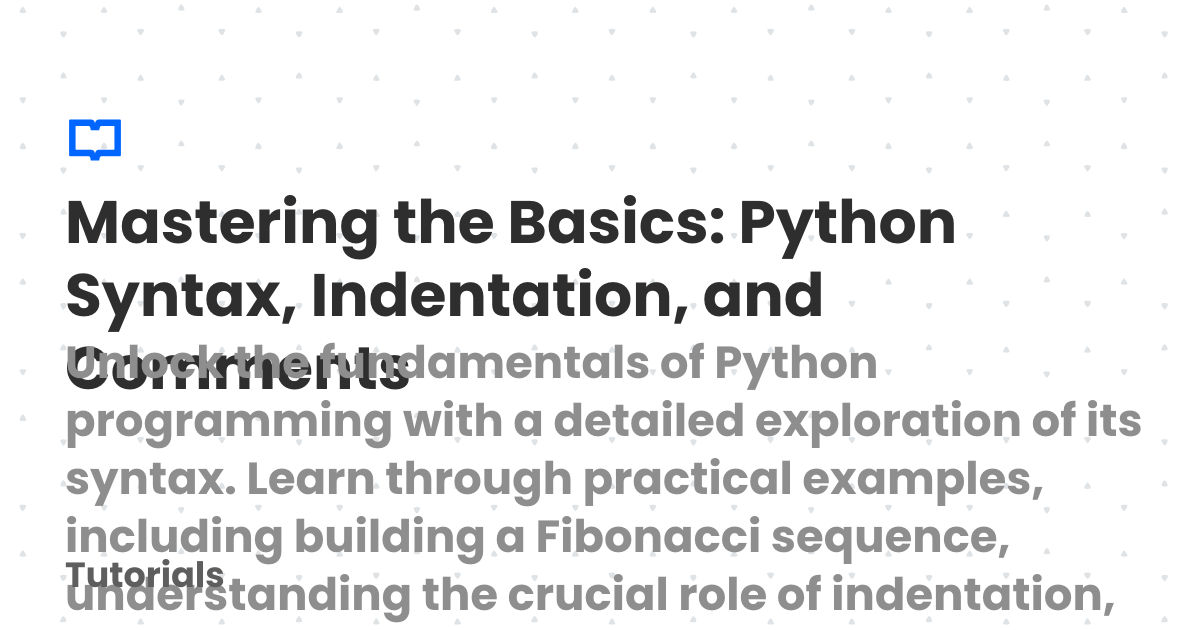 Mastering the Basics: Python
Syntax, Indentation, and
Comments
Unlock the fundamentals of Python
programming with a detailed exploration of its
syntax. Learn through practical examples,
including building a Fibonacci sequence,
Tutorials
understanding the crucial role of indentation,